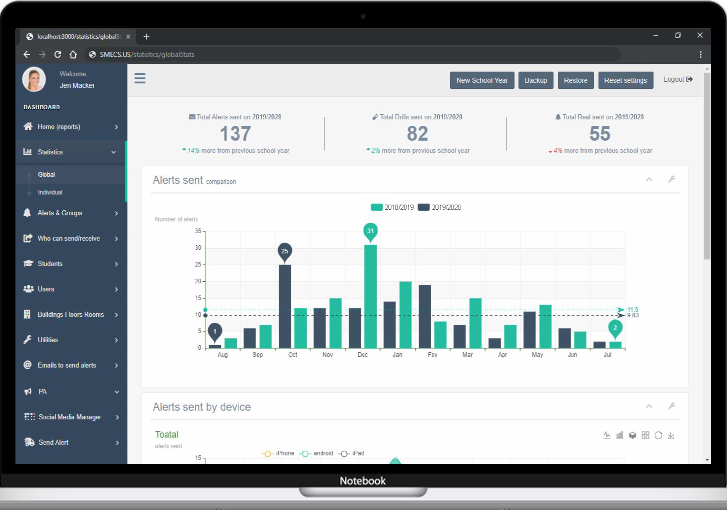 localhost:3000/statistics/globalSt
SMECS.US/statistics/globalStats
Welcome,
Jen Mackei
DASHBOARD
Home (reports)
Statistics
Global
Individual
Alerts & Groups
Who can send/receive
Students
Users
Buildings Floors Rooms
Utilities
Emails to send alerts
PA
Social Media Manager
Send Alert
New School Year Backup Restore Reset settings Logout
Total Alerts sent on 2019/2020
137
14% more from previous school year
Total Drills sent on 2019/2020
82
2% more from previous school year
Total Real sent on 2019/2020
55
4% more from previous school year
Alerts sent comparison
2018/2019 2019/2020
Number of alerts
35
30
25
20
15
10
5
0
1
25
31
2
11.5
9.83
Aug Sep Oct Nov Dec Jan Fev Mar Apr May Jun Jul
Alerts sent by device
Toatal
alerts sent
iPhone android iPad
15
Notebook